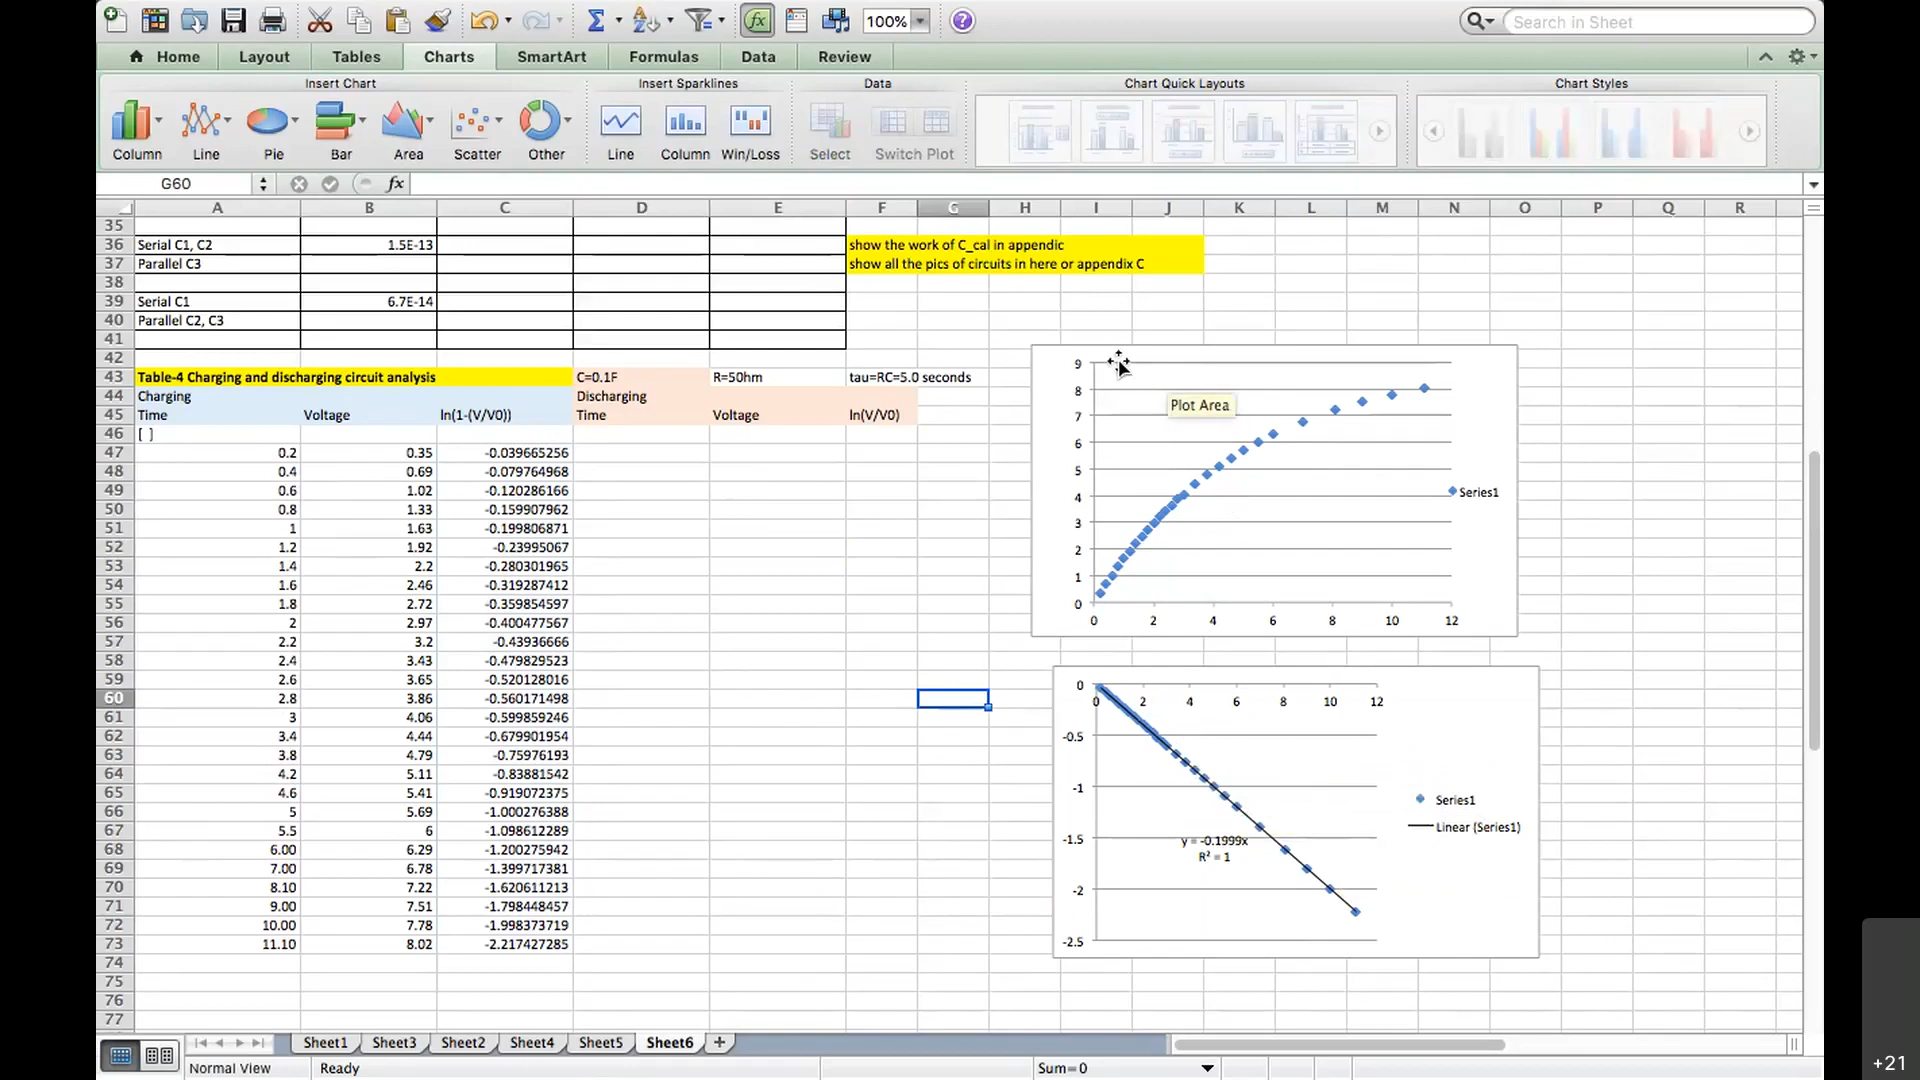 100%
Search in Sheet
Home Layout Tables Charts SmartArt Formulas Data Review
Insert Chart Insert Sparklines Data Chart Quick Layouts Chart Styles
Column Line Pie Bar Area Scatter Other Line Column Win/Loss Select Switch Plot
G60 fx
A B C D E F G H I J K L M N O P Q R
35
36 Serial C1, C2 1.5E-13 show the work of C_cal in appendic
37 Parallel C3 show all the pics of circuits in here or appendix C
38
39 Serial C1 6.7E-14
40 Parallel C2, C3
41
42
43 Table-4 Charging and discharging circuit analysis C=0.1F R=50hm tau=RC=5.0 seconds
44 Charging Discharging
45 Time Voltage ln(1-(V/V0)) Time Voltage ln(V/V0)
46 [ ]
47 0.2 0.35 -0.039665256
48 0.4 0.69 -0.079764968
49 0.6 1.02 -0.120286166
50 0.8 1.33 -0.159907962
51 1 1.63 -0.199806871
52 1.2 1.92 -0.23995067
53 1.4 2.2 -0.280301965
54 1.6 2.46 -0.319287412
55 1.8 2.72 -0.359854597
56 2 2.97 -0.400477567
57 2.2 3.2 -0.43936666
58 2.4 3.43 -0.479829523
59 2.6 3.65 -0.520128016
60 2.8 3.86 -0.560171498
61 3 4.06 -0.599859246
62 3.4 4.44 -0.679901954
63 3.8 4.79 -0.75976193
64 4.2 5.11 -0.83881542
65 4.6 5.41 -0.919072375
66 5 5.69 -1.000276388
67 5.5 6 -1.098612289
68 6.00 6.29 -1.200275942
69 7.00 6.78 -1.399717381
70 8.10 7.22 -1.620611213
71 9.00 7.51 -1.798448457
72 10.00 7.78 -1.998373719
73 11.10 8.02 -2.217427285
74
75
76
77
9
8
Plot Area
7
6
5
4 Series1
3
2
1
0
0 2 4 6 8 10 12
0
0 2 4 6 8 10 12
-0.5
-1
Series1
Linear (Series1)
-1.5
y = -0.1999x
R² = 1
-2
-2.5
Sheet1 Sheet3 Sheet2 Sheet4 Sheet5 Sheet6 +
Normal View Ready Sum=0
+21